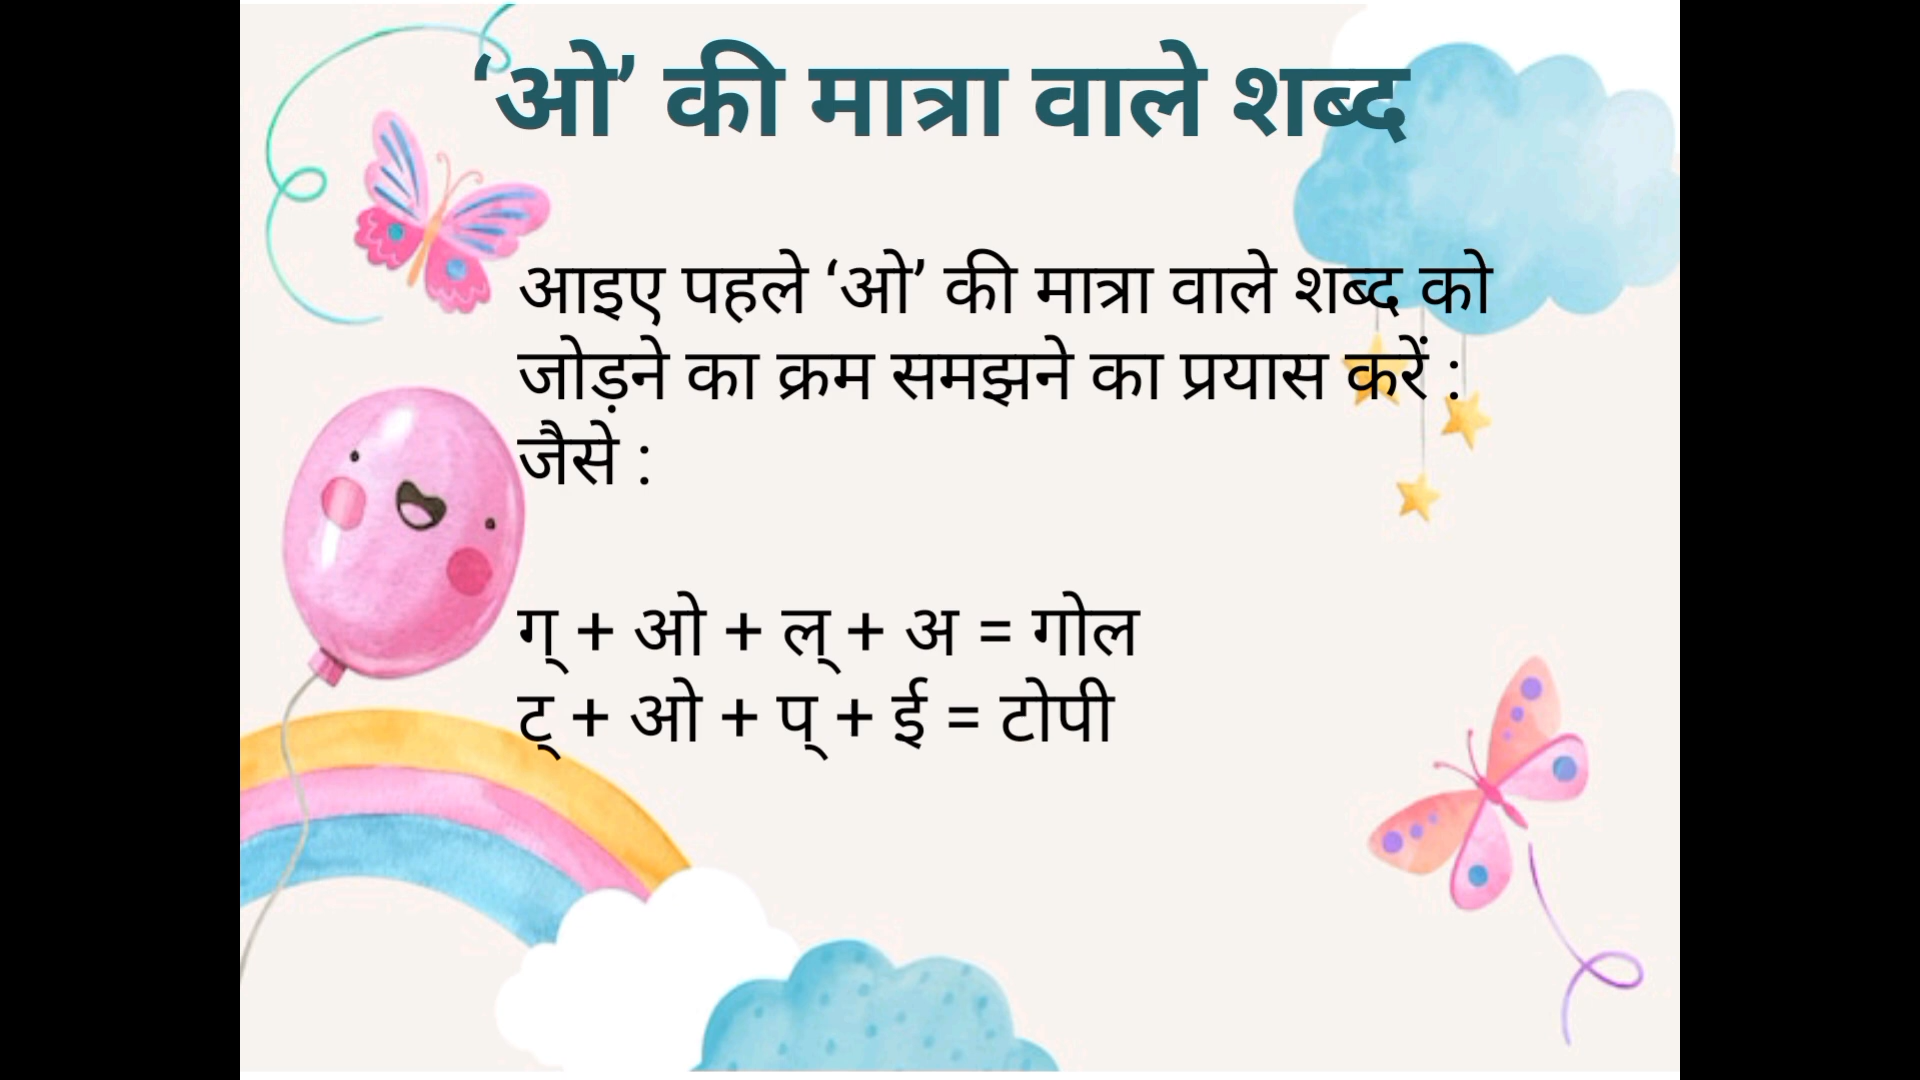 ‘ओ’ की मात्रा वाले शब्द
आइए पहले ‘ओ’ की मात्रा वाले शब्द को
जोड़ने का क्रम समझने का प्रयास करें :
जैसे :
ग् + ओ + ल् + अ = गोल
ट् + ओ + प् + ई = टोपी